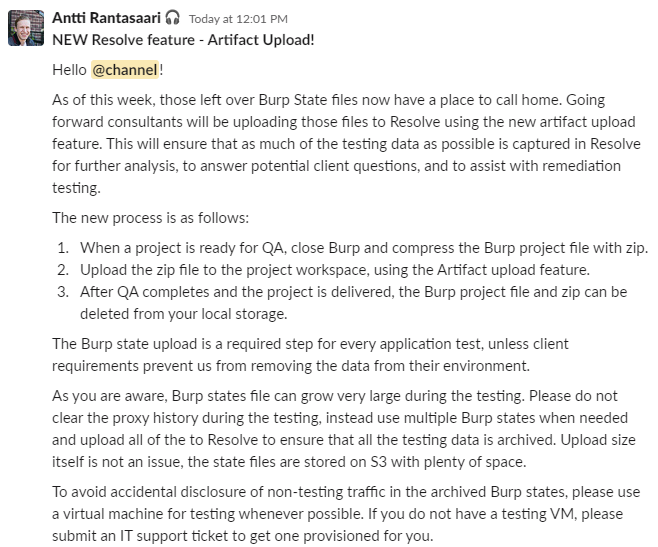 Antti Rantasaari Today at 12:01 PM
NEW Resolve feature - Artifact Upload!
Hello @channel!
As of this week, those left over Burp State files now have a place to call home. Going
forward consultants will be uploading those files to Resolve using the new artifact upload
feature. This will ensure that as much of the testing data as possible is captured in Resolve
for further analysis, to answer potential client questions, and to assist with remediation
testing.
The new process is as follows:
1. When a project is ready for QA, close Burp and compress the Burp project file with zip.
2. Upload the zip file to the project workspace, using the Artifact upload feature.
3. After QA completes and the project is delivered, the Burp project file and zip can be
deleted from your local storage.
The Burp state upload is a required step for every application test, unless client
requirements prevent us from removing the data from their environment.
As you are aware, Burp states file can grow very large during the testing. Please do not
clear the proxy history during the testing, instead use multiple Burp states when needed
and upload all of the to Resolve to ensure that all the testing data is archived. Upload size
itself is not an issue, the state files are stored on S3 with plenty of space.
To avoid accidental disclosure of non-testing traffic in the archived Burp states, please use
a virtual machine for testing whenever possible. If you do not have a testing VM, please
submit an IT support ticket to get one provisioned for you.